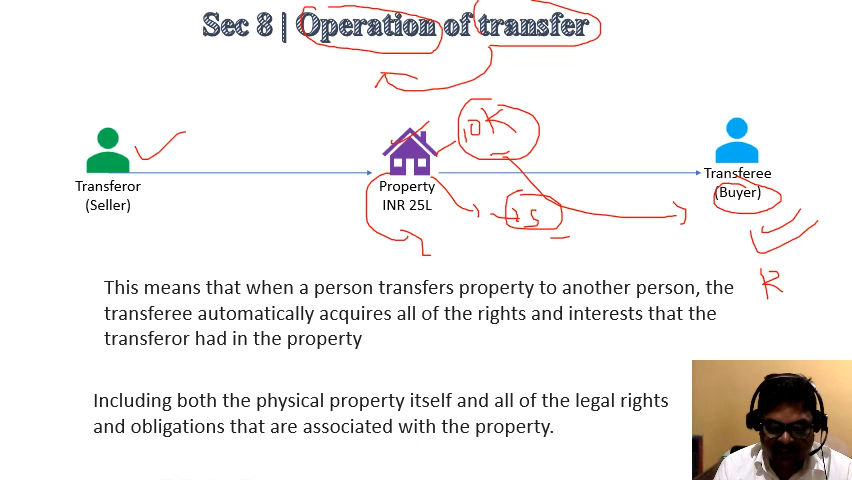 Sec 8 | Operation of transfer
10K
Transferor
(Seller)
Property
INR 25L
Transferee
(Buyer)
R
This means that when a person transfers property to another person, the
transferee automatically acquires all of the rights and interests that the
transferor had in the property
Including both the physical property itself and all of the legal rights
and obligations that are associated with the property.